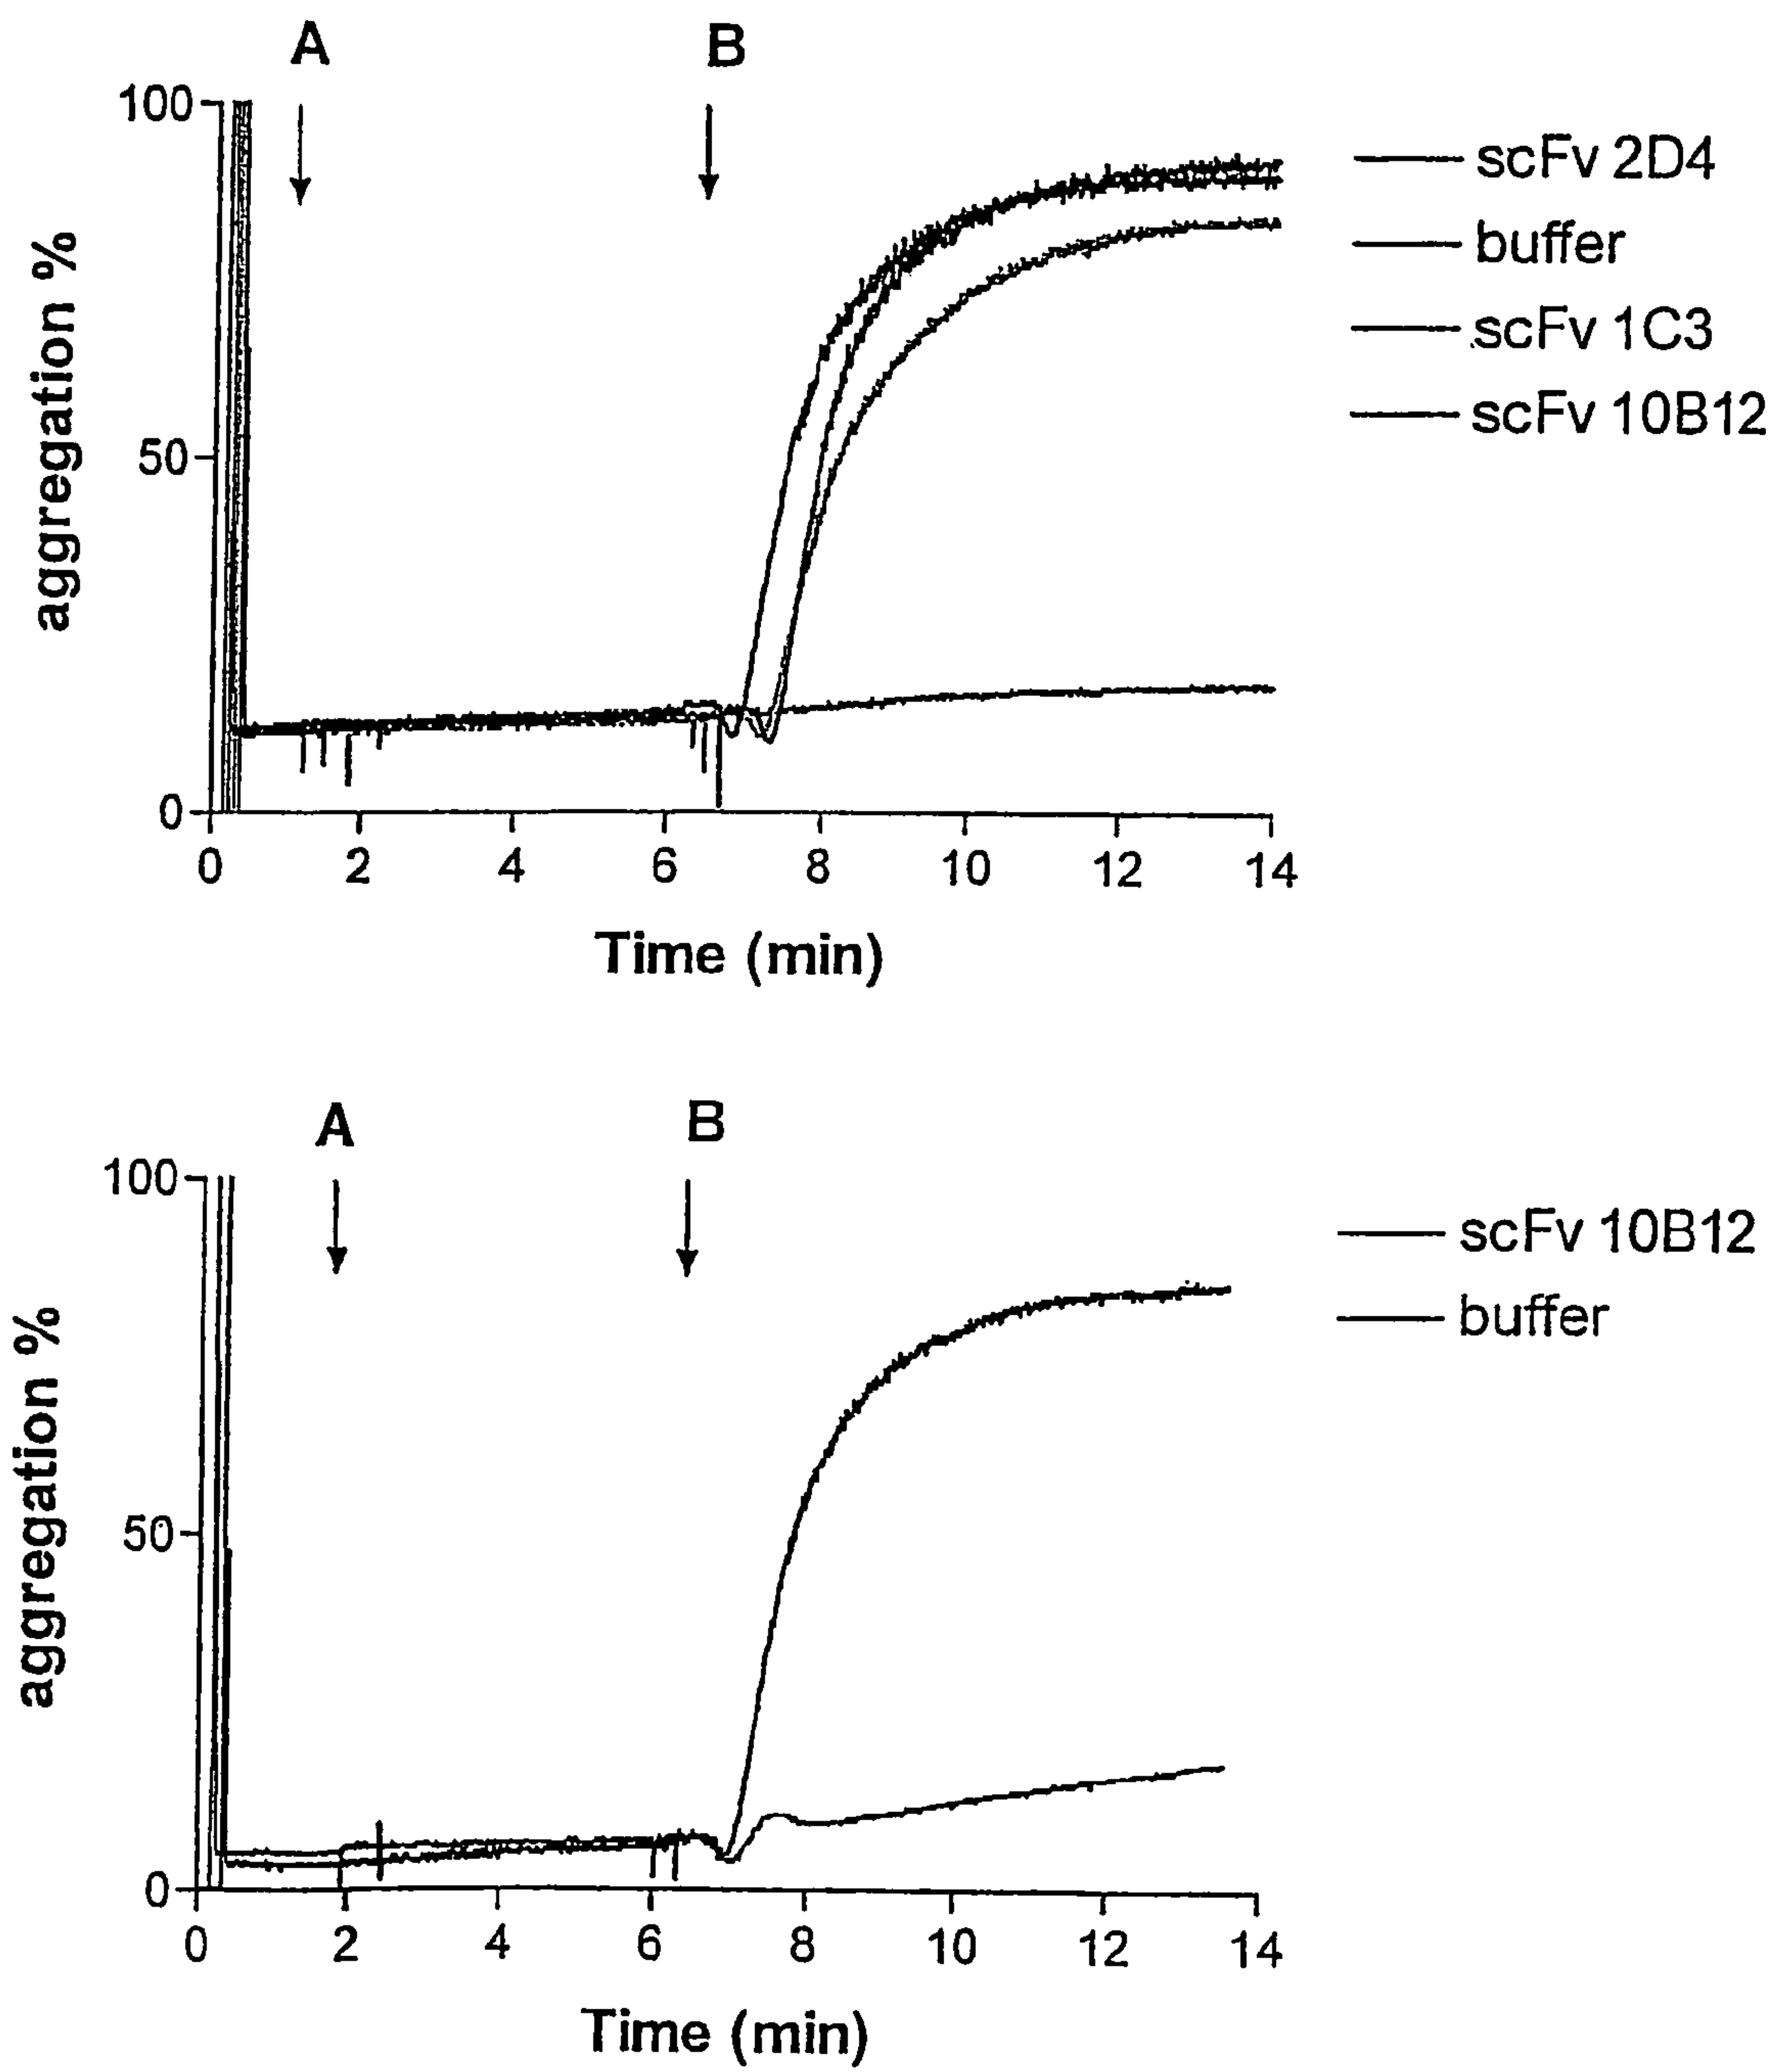 A B
100
50
0
aggregation %
0 2 4 6 8 10 12 14
Time (min)
scFv 2D4
buffer
scFv 1C3
scFv 10B12
A B
100
50
0
aggregation %
0 2 4 6 8 10 12 14
Time (min)
scFv 10B12
buffer